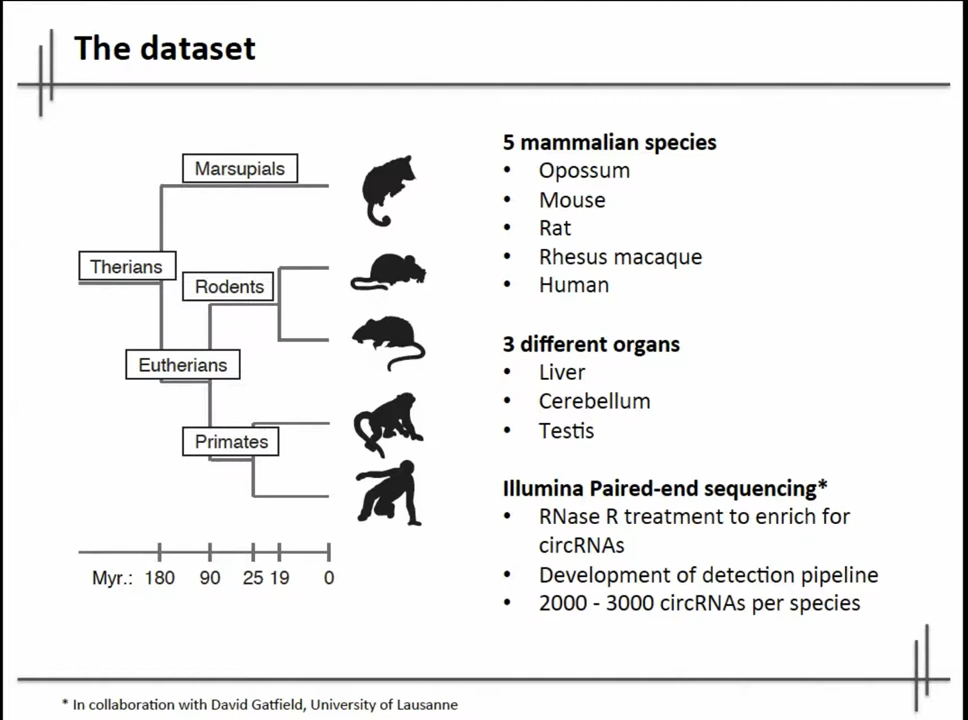 The dataset
Marsupials
Therians
Rodents
Eutherians
Primates
Myr.: 180 90 25 19 0
5 mammalian species
• Opossum
• Mouse
• Rat
• Rhesus macaque
• Human
3 different organs
• Liver
• Cerebellum
• Testis
Illumina Paired-end sequencing*
• RNase R treatment to enrich for
circRNAs
• Development of detection pipeline
• 2000 - 3000 circRNAs per species
* In collaboration with David Gatfield, University of Lausanne